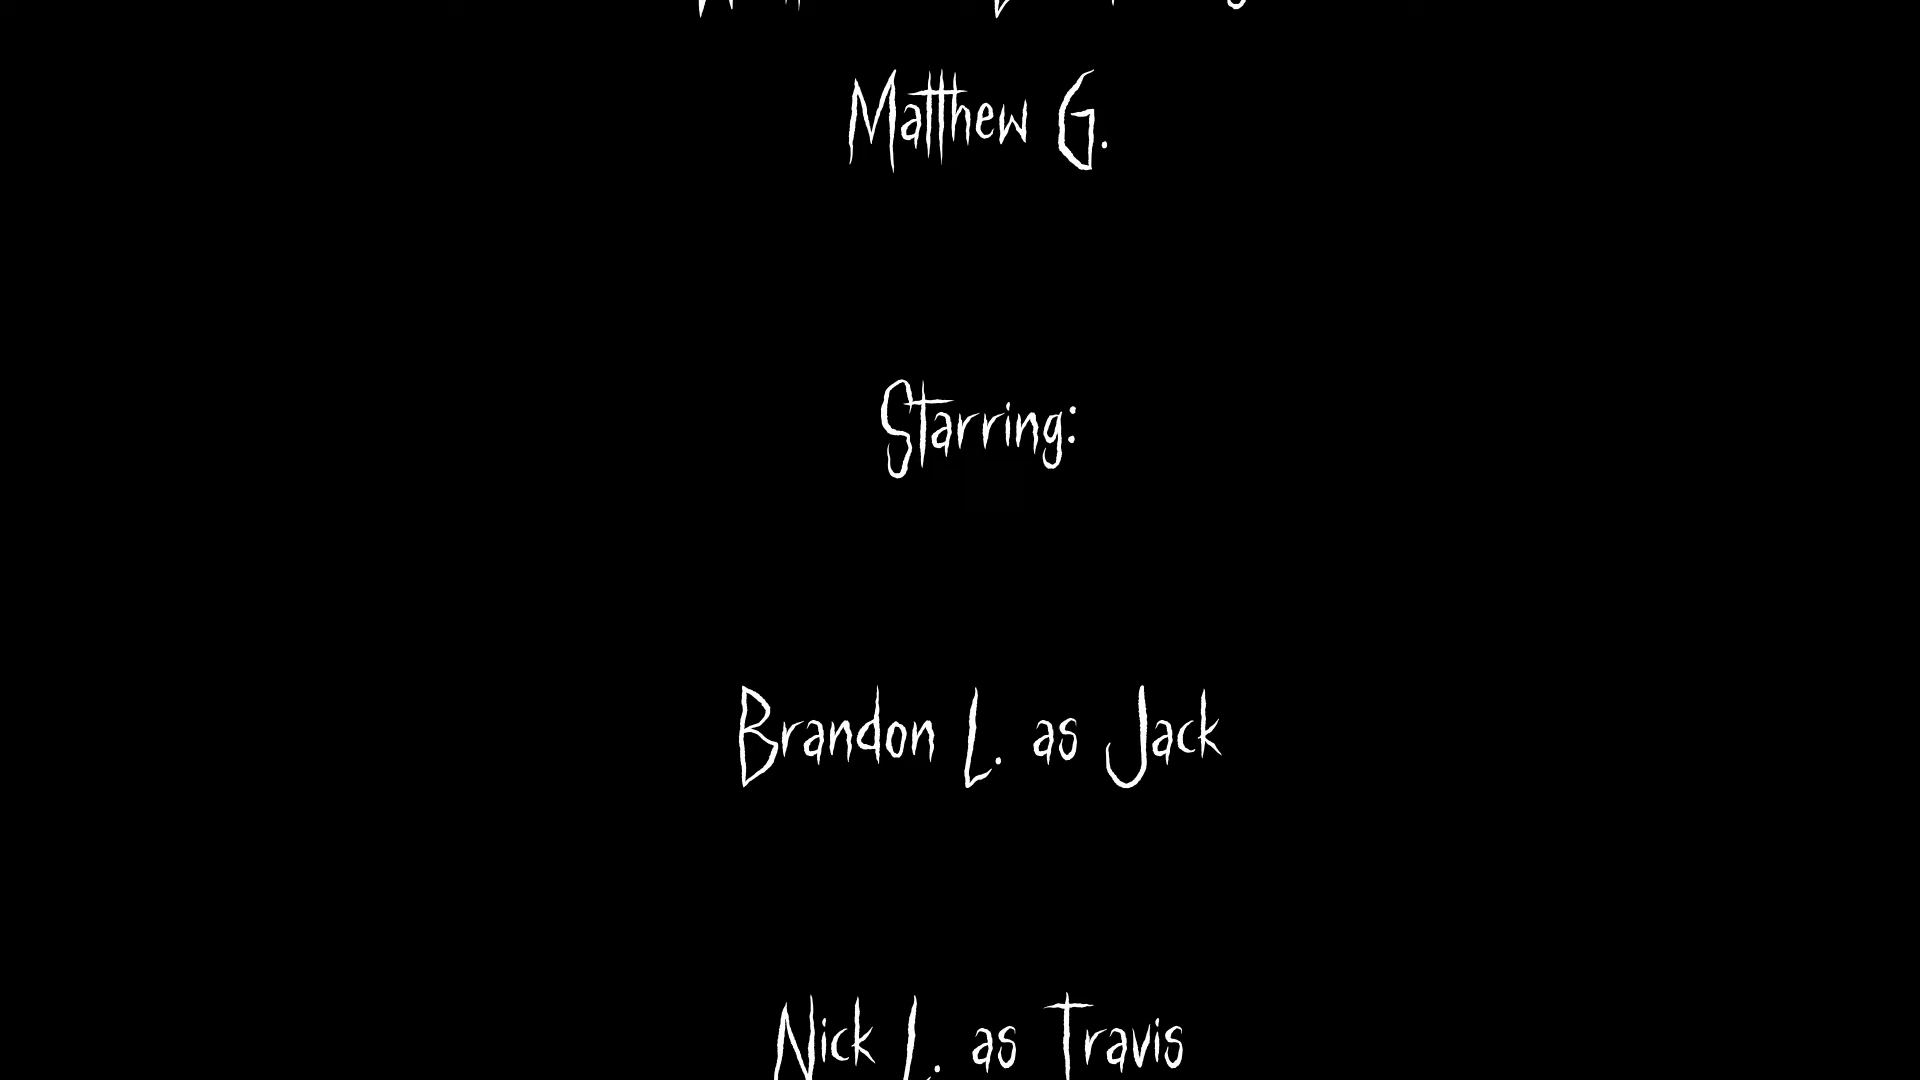 Matthew G.
Starring:
Brandon L. as Jack
Nick L. as Travis